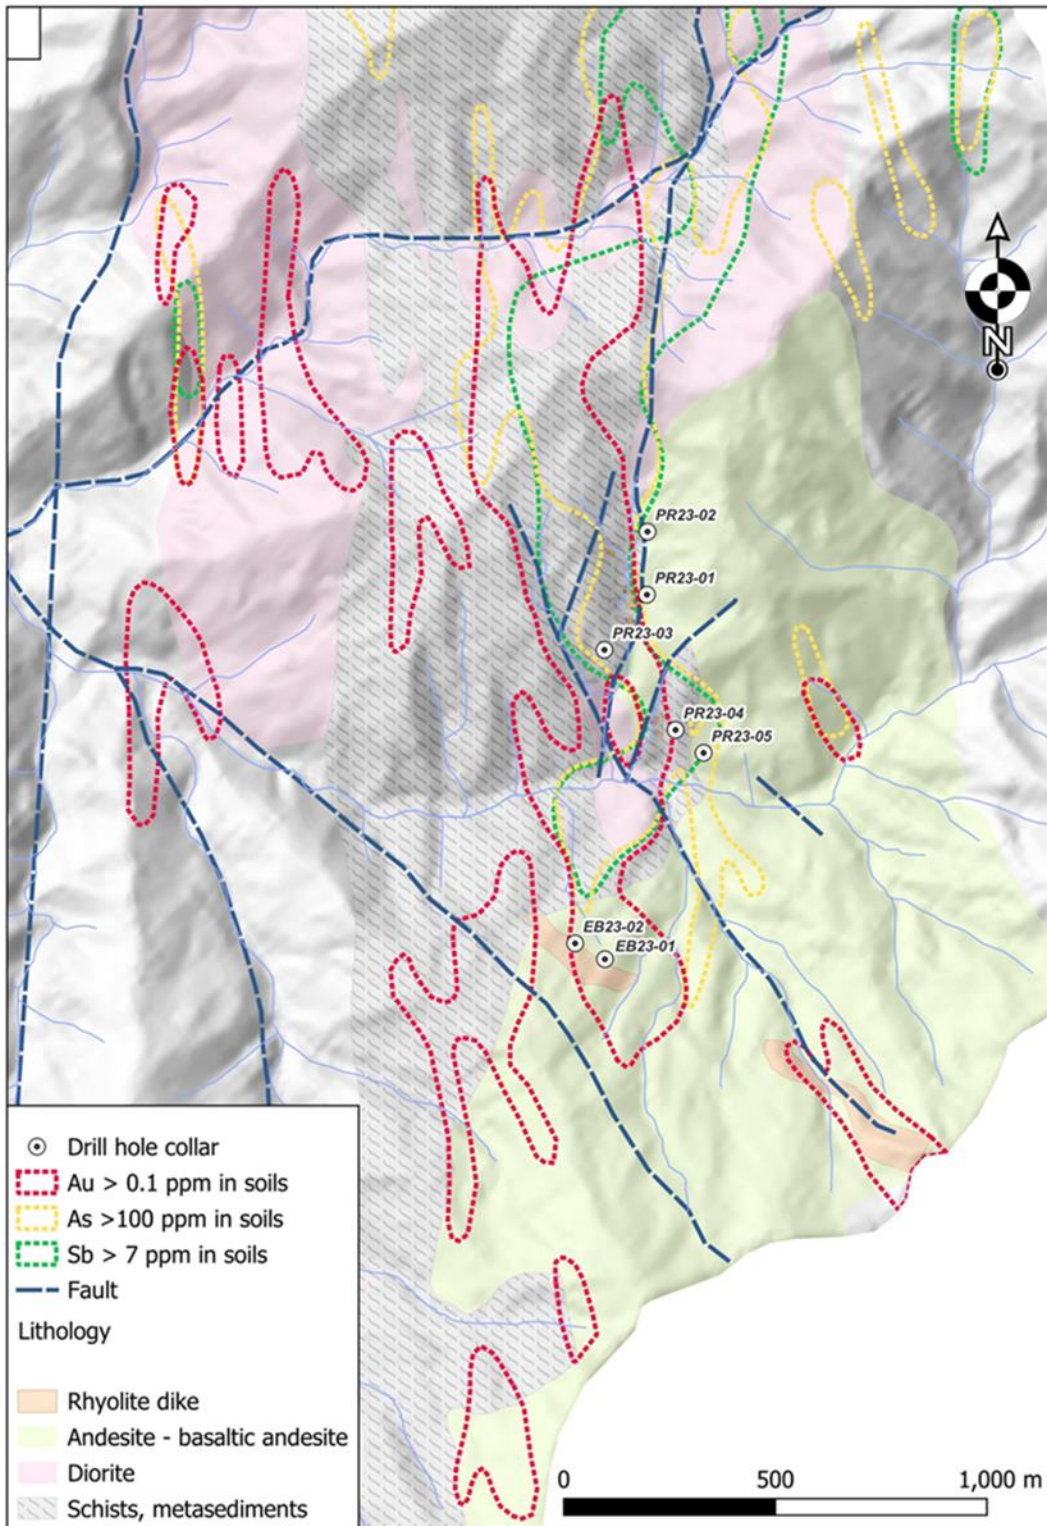 N
PR23-02
PR23-01
PR23-03
PR23-04
PR23-05
EB23-02
EB23-01
Drill hole collar
Au > 0.1 ppm in soils
As >100 ppm in soils
Sb > 7 ppm in soils
Fault
Lithology
Rhyolite dike
Andesite - basaltic andesite
Diorite
Schists, metasediments
0 500 1,000 m